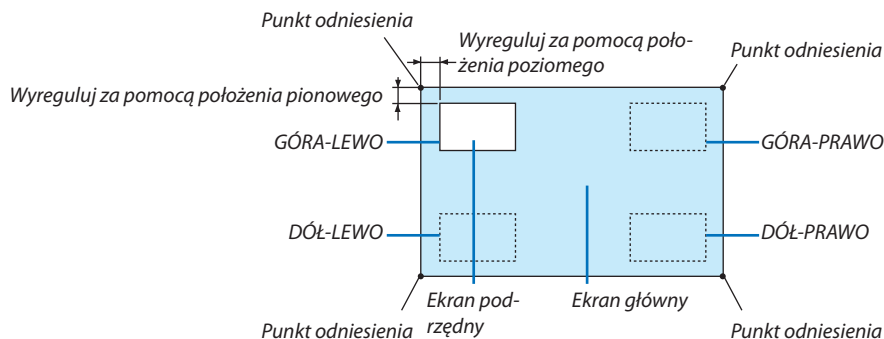 Punkt odniesienia
Wyreguluj za pomocą poło-
żenia poziomego
Punkt odniesienia
Wyreguluj za pomocą położenia pionowego
GÓRA-LEWO
GÓRA-PRAWO
DÓŁ-LEWO
DÓŁ-PRAWO
Ekran pod-
rzędny
Ekran główny
Punkt odniesienia
Punkt odniesienia